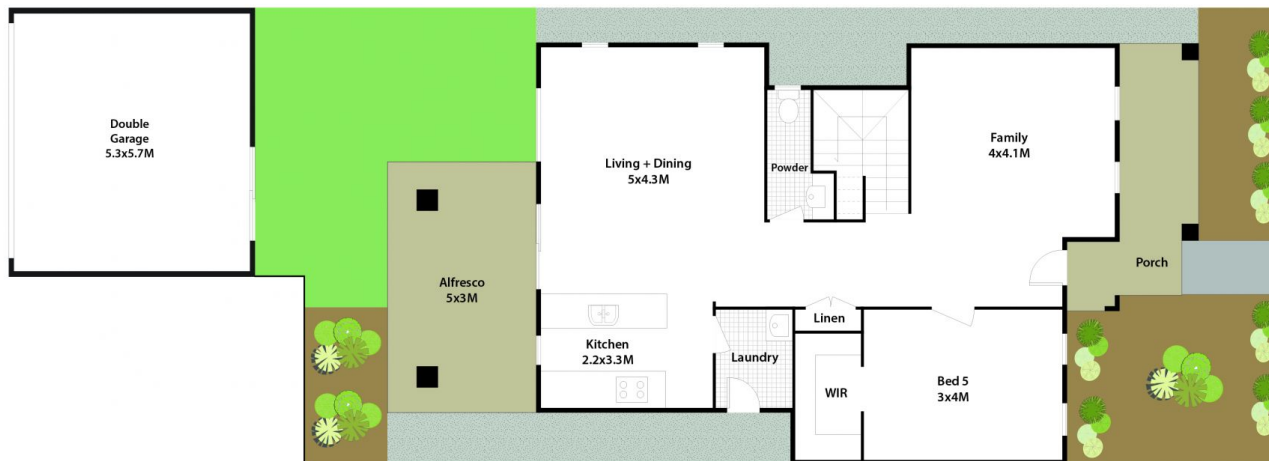 Double
Garage
5.3x5.7M
Living + Dining
5x4.3M
Powder
Family
4x4.1M
Alfresco
5x3M
Porch
Linen
Kitchen
2.2x3.3M
Laundry
WIR
Bed 5
3x4M